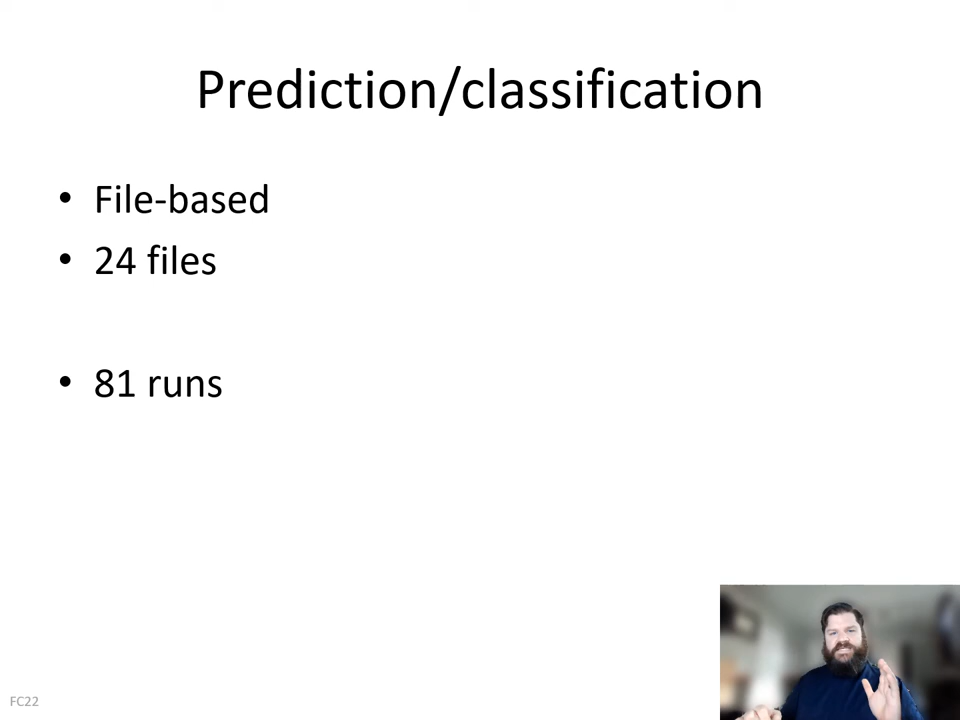 Prediction/classification
• File-based
• 24 files
• 81 runs
FC22